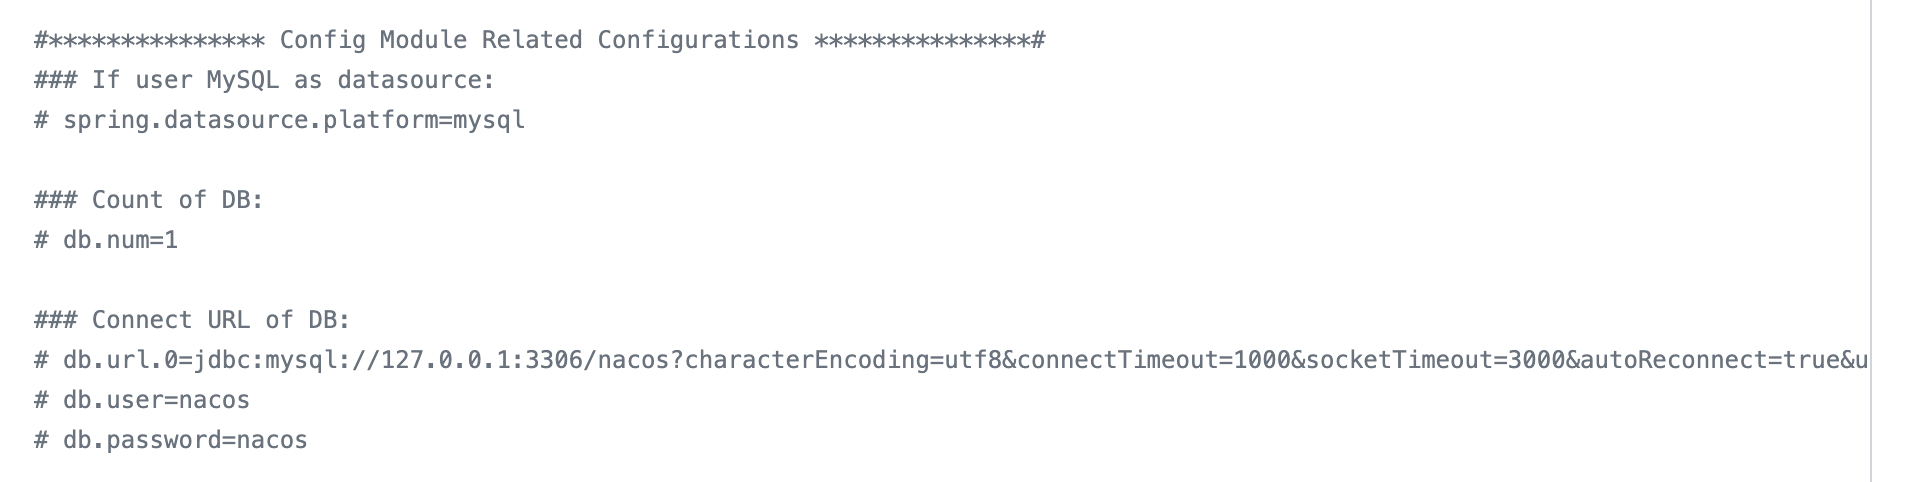 #*************** Config Module Related Configurations ***************#
### If user MySQL as datasource:
# spring.datasource.platform=mysql
### Count of DB:
# db.num=1
### Connect URL of DB:
# db.url.0=jdbc:mysql://127.0.0.1:3306/nacos?characterEncoding=utf8&connectTimeout=1000&socketTimeout=3000&autoReconnect=true&u
# db.user=nacos
# db.password=nacos